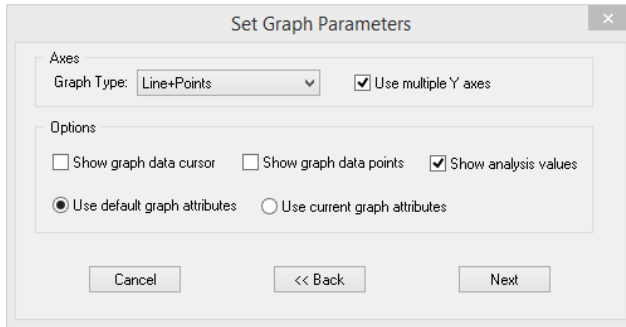 Set Graph Parameters
Axes
Graph Type: Line+Points Use multiple Y axes
Options
Show graph data cursor Show graph data points Show analysis values
Use default graph attributes Use current graph attributes
Cancel << Back Next